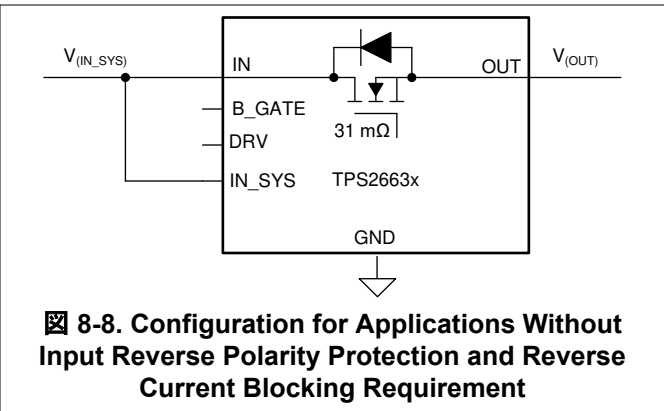 V(IN_SYS)
IN
OUT
V(OUT)
B_GATE
DRV
31 mΩ
IN_SYS
TPS2663x
GND
図 8-8. Configuration for Applications Without
Input Reverse Polarity Protection and Reverse
Current Blocking Requirement